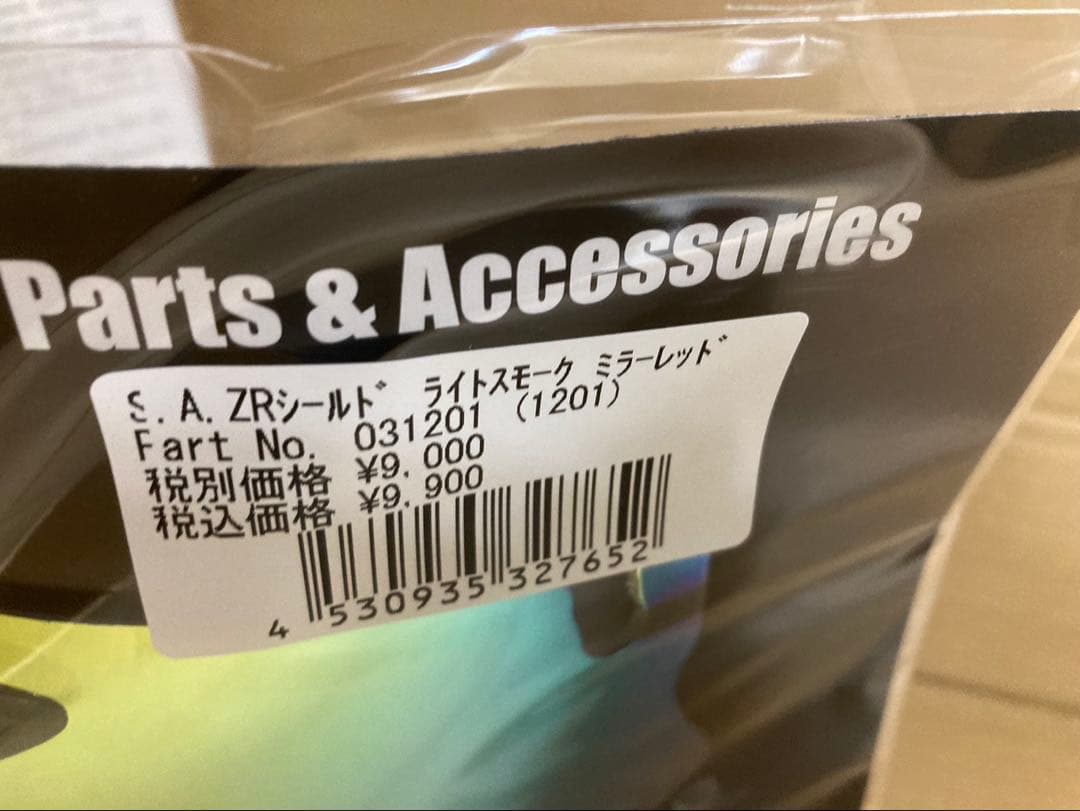 Parts & Accessories
S.A.ZRシールド ライトスモーク ミラーレッド
Part No. 031201 (1201)
税別価格 ¥9,000
税込価格 ¥9,900
4 530935 327652